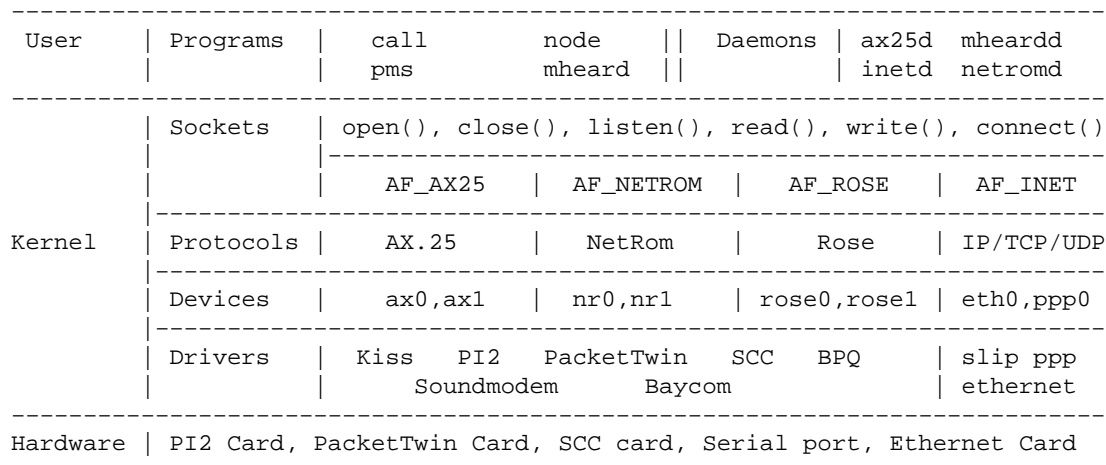 User | Programs | call node || Daemons | ax25d mheardd
| | pms mheard || | inetd netromd
| Sockets | open(), close(), listen(), read(), write(), connect()
| | AF_AX25 | AF_NETROM | AF_ROSE | AF_INET
Kernel | Protocols | AX.25 | NetRom | Rose | IP/TCP/UDP
| Devices | ax0,ax1 | nr0,nr1 | rose0,rose1 | eth0,ppp0
| Drivers | Kiss PI2 PacketTwin SCC BPQ | slip ppp
| | Soundmodem Baycom | ethernet
Hardware | PI2 Card, PacketTwin Card, SCC card, Serial port, Ethernet Card